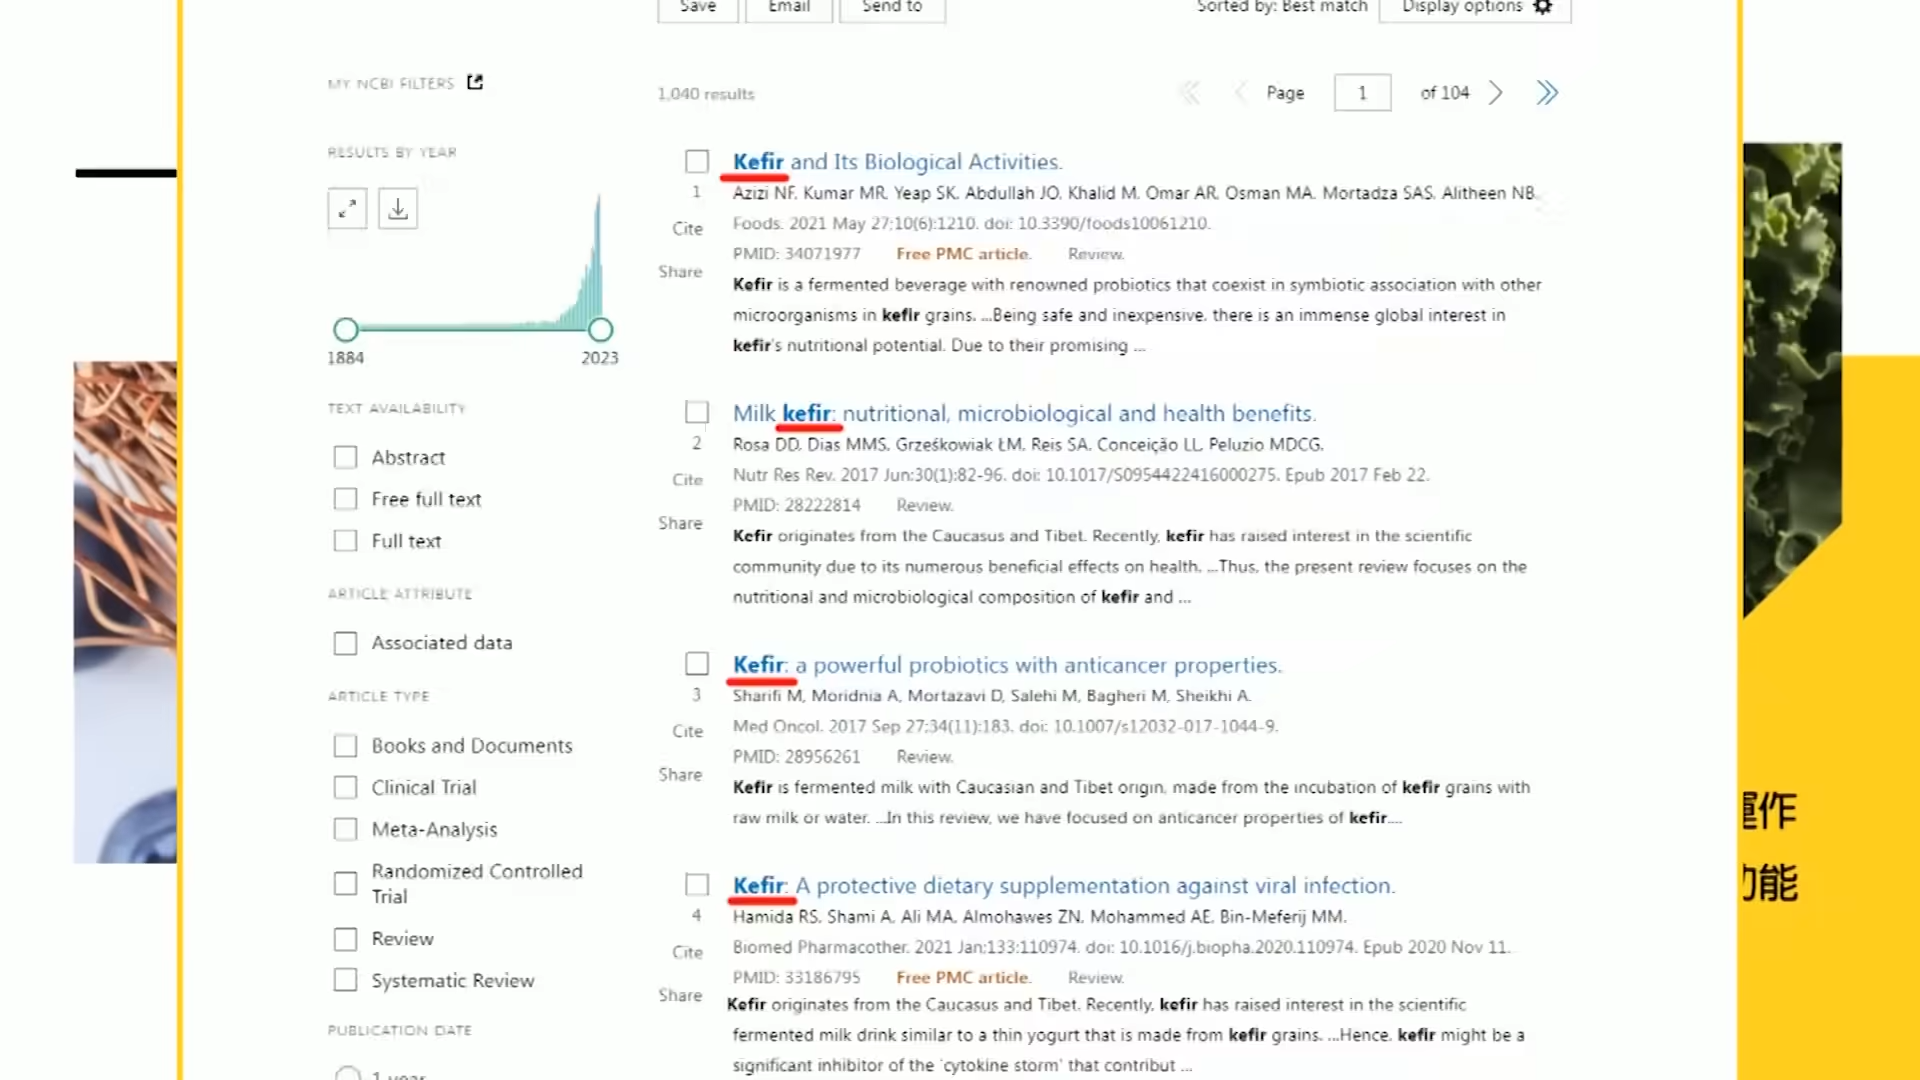 Save
Email
Send to
Sorted by: Best match
Display options
MY NCBI FILTERS
1,040 results
Page
1
of 104
RESULTS BY YEAR
1884
2023
TEXT AVAILABILITY
Abstract
Free full text
Full text
ARTICLE ATTRIBUTE
Associated data
ARTICLE TYPE
Books and Documents
Clinical Trial
Meta-Analysis
Randomized Controlled
Trial
Review
Systematic Review
PUBLICATION DATE
1 year
Kefir and Its Biological Activities.
1
Azizi NF, Kumar MR, Yeap SK, Abdullah JO, Khalid M, Omar AR, Osman MA, Mortadza SAS, Alitheen NB.
Cite
Foods. 2021 May 27;10(6):1210. doi: 10.3390/foods10061210.
PMID: 34071977 Free PMC article. Review.
Share
Kefir is a fermented beverage with renowned probiotics that coexist in symbiotic association with other
microorganisms in kefir grains. ...Being safe and inexpensive, there is an immense global interest in
kefir's nutritional potential. Due to their promising ...
Milk kefir: nutritional, microbiological and health benefits.
2
Rosa DD, Dias MMS, Grześkowiak ŁM, Reis SA, Conceição LL, Peluzio MDCG.
Cite
Nutr Res Rev. 2017 Jun;30(1):82-96. doi: 10.1017/S0954422416000275. Epub 2017 Feb 22.
PMID: 28222814 Review.
Share
Kefir originates from the Caucasus and Tibet. Recently, kefir has raised interest in the scientific
community due to its numerous beneficial effects on health. ...Thus, the present review focuses on the
nutritional and microbiological composition of kefir and ...
Kefir: a powerful probiotics with anticancer properties.
3
Sharifi M, Moridnia A, Mortazavi D, Salehi M, Bagheri M, Sheikhi A.
Cite
Med Oncol. 2017 Sep 27;34(11):183. doi: 10.1007/s12032-017-1044-9.
PMID: 28956261 Review.
Share
Kefir is fermented milk with Caucasian and Tibet origin, made from the incubation of kefir grains with
raw milk or water. ...In this review, we have focused on anticancer properties of kefir....
Kefir: A protective dietary supplementation against viral infection.
4
Hamida RS, Shami A, Ali MA, Almohawes ZN, Mohammed AE, Bin-Meferij MM.
Cite
Biomed Pharmacother. 2021 Jan;133:110974. doi: 10.1016/j.biopha.2020.110974. Epub 2020 Nov 11.
PMID: 33186795 Free PMC article. Review.
Share
Kefir originates from the Caucasus and Tibet. Recently, kefir has raised interest in the scientific
fermented milk drink similar to a thin yogurt that is made from kefir grains. ...Hence, kefir might be a
significant inhibitor of the 'cytokine storm' that contribut ...
運作
功能